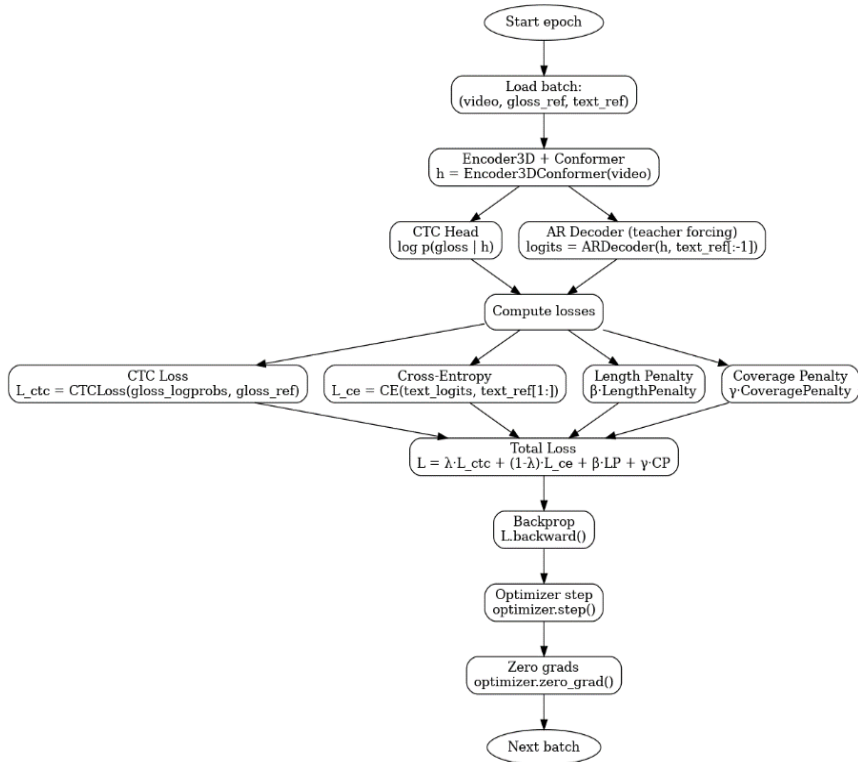 Start epoch
Load batch:
(video, gloss_ref, text_ref)
Encoder3D + Conformer
h = Encoder3DConformer(video)
CTC Head
log p(gloss | h)
AR Decoder (teacher forcing)
logits = ARDecoder(h, text_ref[:-1])
Compute losses
CTC Loss
L_ctc = CTCLoss(gloss_logprobs, gloss_ref)
Cross-Entropy
L_ce = CE(text_logits, text_ref[1:])
Length Penalty
β·LengthPenalty
Coverage Penalty
γ·CoveragePenalty
Total Loss
L = λ·L_ctc + (1-λ)·L_ce + β·LP + γ·CP
Backprop
L.backward()
Optimizer step
optimizer.step()
Zero grads
optimizer.zero_grad()
Next batch